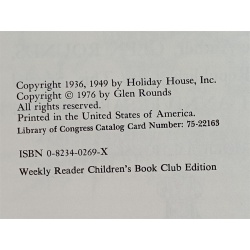 Copyright 1936, 1949 by Holiday House, Inc.
Copyright © 1976 by Glen Rounds
All rights reserved.
Printed in the United States of America.
Library of Congress Catalog Card Number: 75-22163
ISBN 0-8234-0269-X
Weekly Reader Children's Book Club Edition